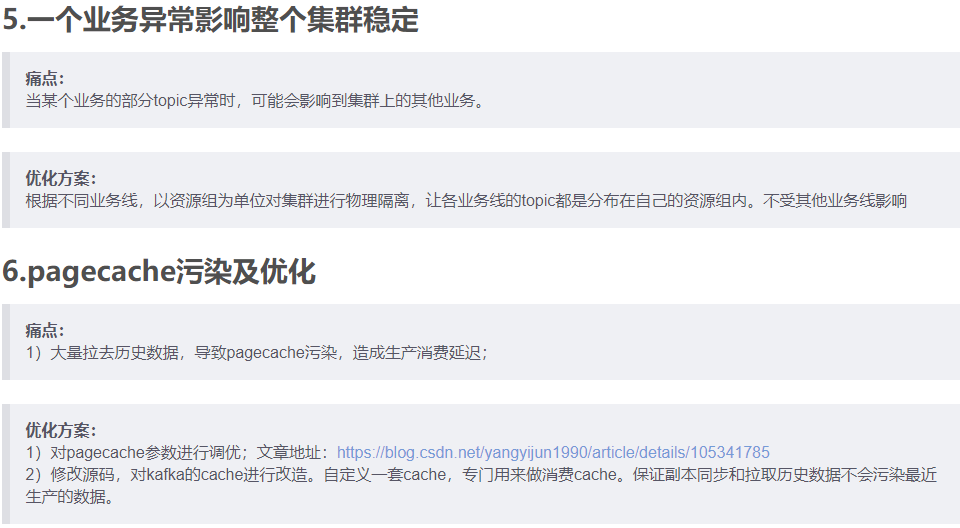 5.一个业务异常影响整个集群稳定
痛点：
当某个业务的部分topic异常时，可能会影响到集群上的其他业务。
优化方案：
根据不同业务线，以资源组为单位对集群进行物理隔离，让各业务线的topic都是分布在自己的资源组内。不受其他业务线影响
6.pagecache污染及优化
痛点：
1）大量拉去历史数据，导致pagecache污染，造成生产消费延迟；
优化方案：
1）对pagecache参数进行调优；文章地址：https://blog.csdn.net/yangyijun1990/article/details/105341785
2）修改源码，对kafka的cache进行改造。自定义一套cache，专门用来做消费cache。保证副本同步和拉取历史数据不会污染最近
生产的数据。